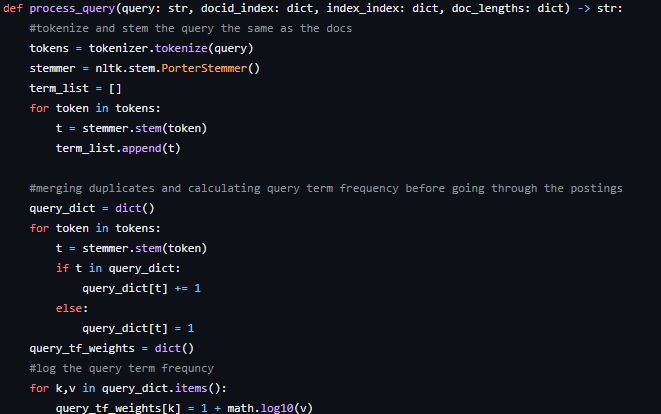 def process_query(query: str, docid_index: dict, index_index: dict, doc_lengths: dict) -> str:
    #tokenize and stem the query the same as the docs
    tokens = tokenizer.tokenize(query)
    stemmer = nltk.stem.PorterStemmer()
    term_list = []
    for token in tokens:
        t = stemmer.stem(token)
        term_list.append(t)

    #merging duplicates and calculating query term frequency before going through the postings
    query_dict = dict()
    for token in tokens:
        t = stemmer.stem(token)
        if t in query_dict:
            query_dict[t] += 1
        else:
            query_dict[t] = 1
    query_tf_weights = dict()
    #log the query term frequncy
    for k,v in query_dict.items():
        query_tf_weights[k] = 1 + math.log10(v)